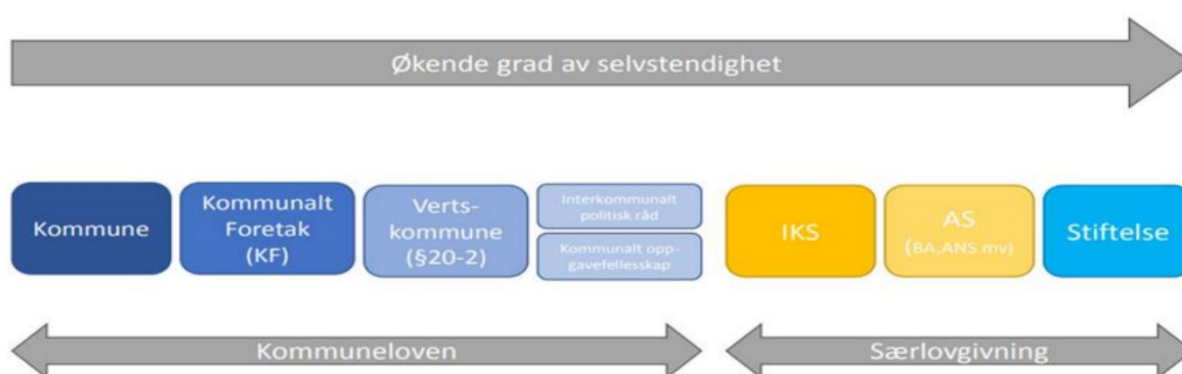 Økende grad av selvstendighet
Kommune
Kommunalt
Foretak
(KF)
Verts-
kommune
(§20-2)
Interkommunalt
politisk råd
Kommunalt opp-
gavefellesskap
IKS
AS
(BA,ANS mv)
Stiftelse
Kommuneloven
Særlovgivning